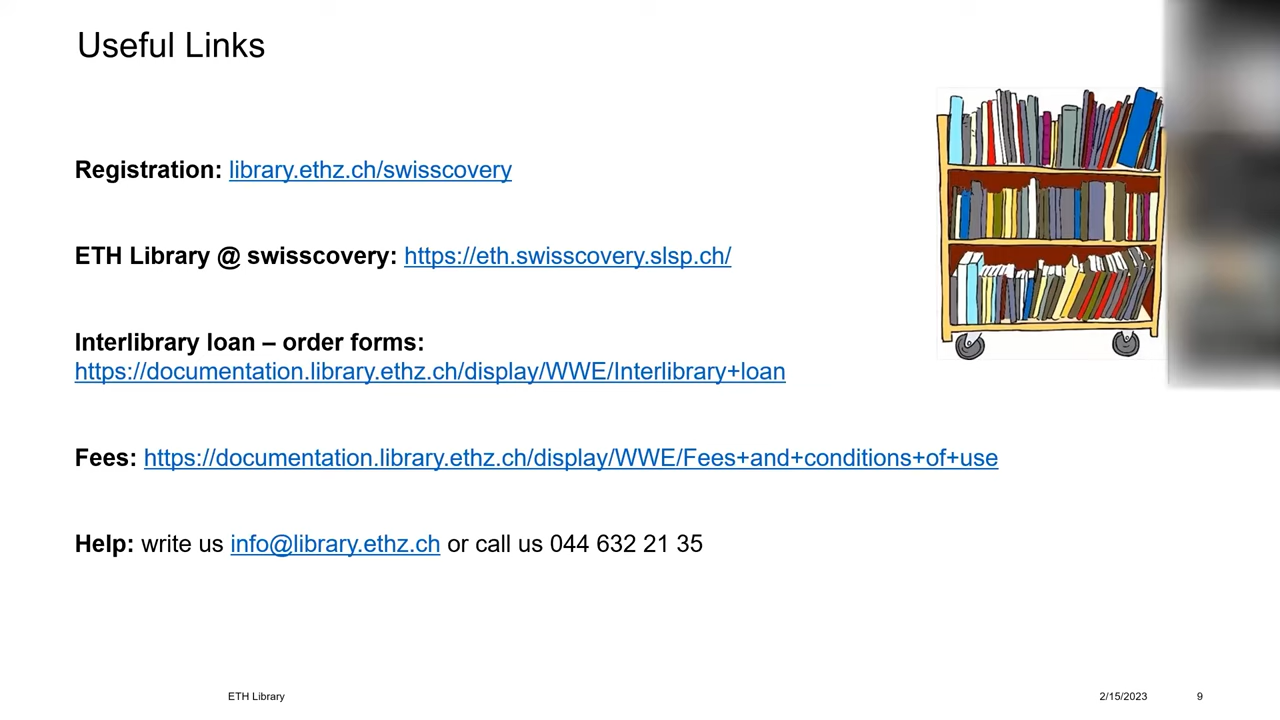 Useful Links
Registration: library.ethz.ch/swisscovery
ETH Library @ swisscovery: https://eth.swisscovery.slsp.ch/
Interlibrary loan – order forms:
https://documentation.library.ethz.ch/display/WWE/Interlibrary+loan
Fees: https://documentation.library.ethz.ch/display/WWE/Fees+and+conditions+of+use
Help: write us info@library.ethz.ch or call us 044 632 21 35
ETH Library
2/15/2023
9